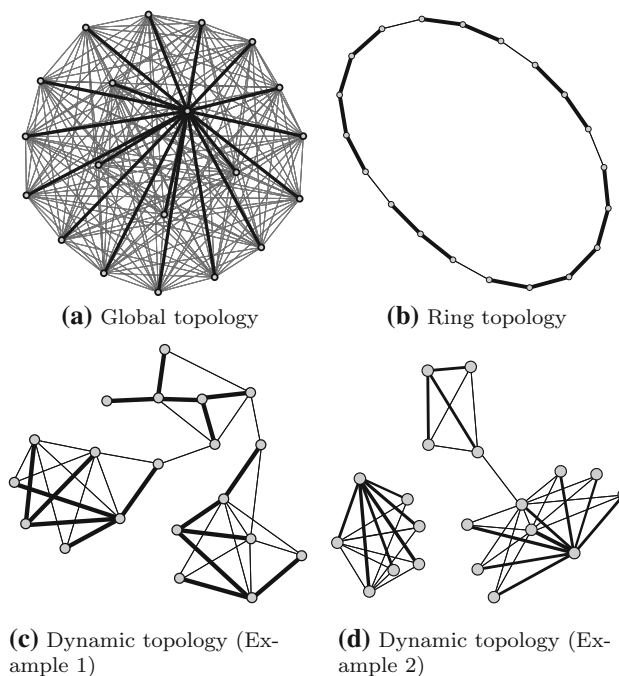 (a) Global topology
(b) Ring topology
(c) Dynamic topology (Ex-
ample 1)
(d) Dynamic topology (Ex-
ample 2)